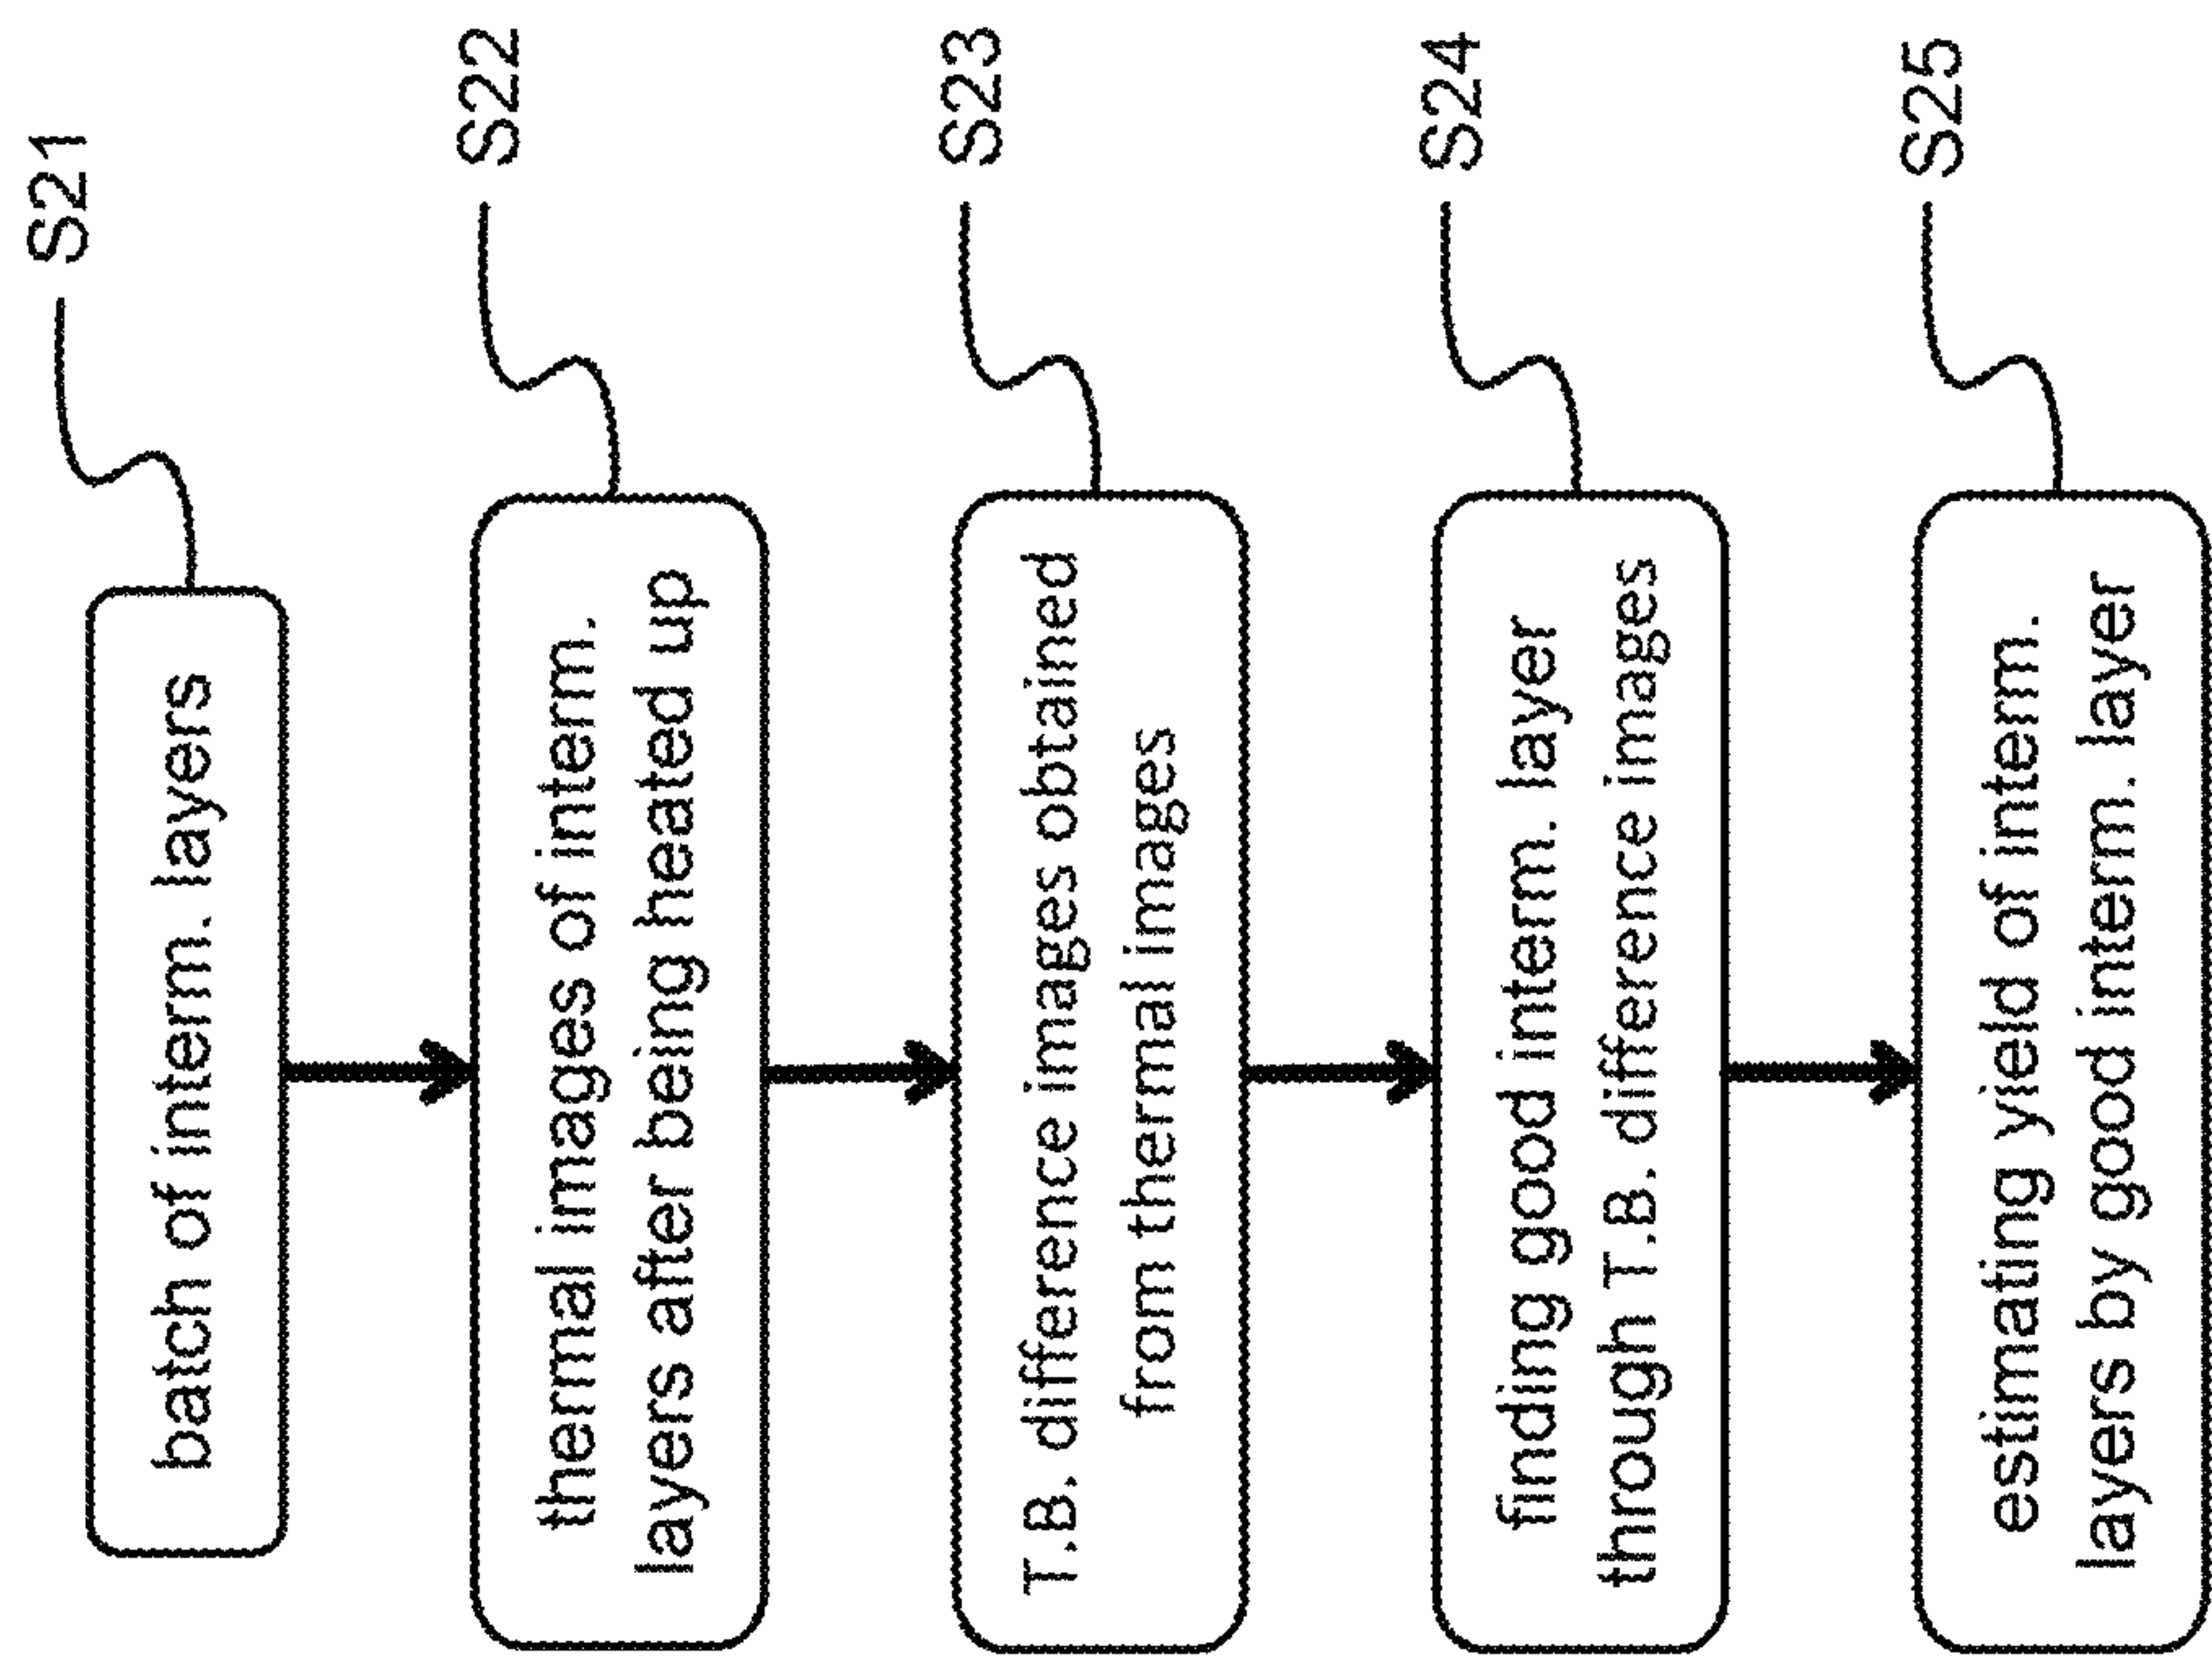 batch of interm. layers
S21
thermal images of interm.
layers after being heated up
S22
T.B. difference images obtained
from thermal images
S23
finding good interm. layer
through T.B. difference images
S24
estimating yield of interm.
layers by good interm. layer
S25